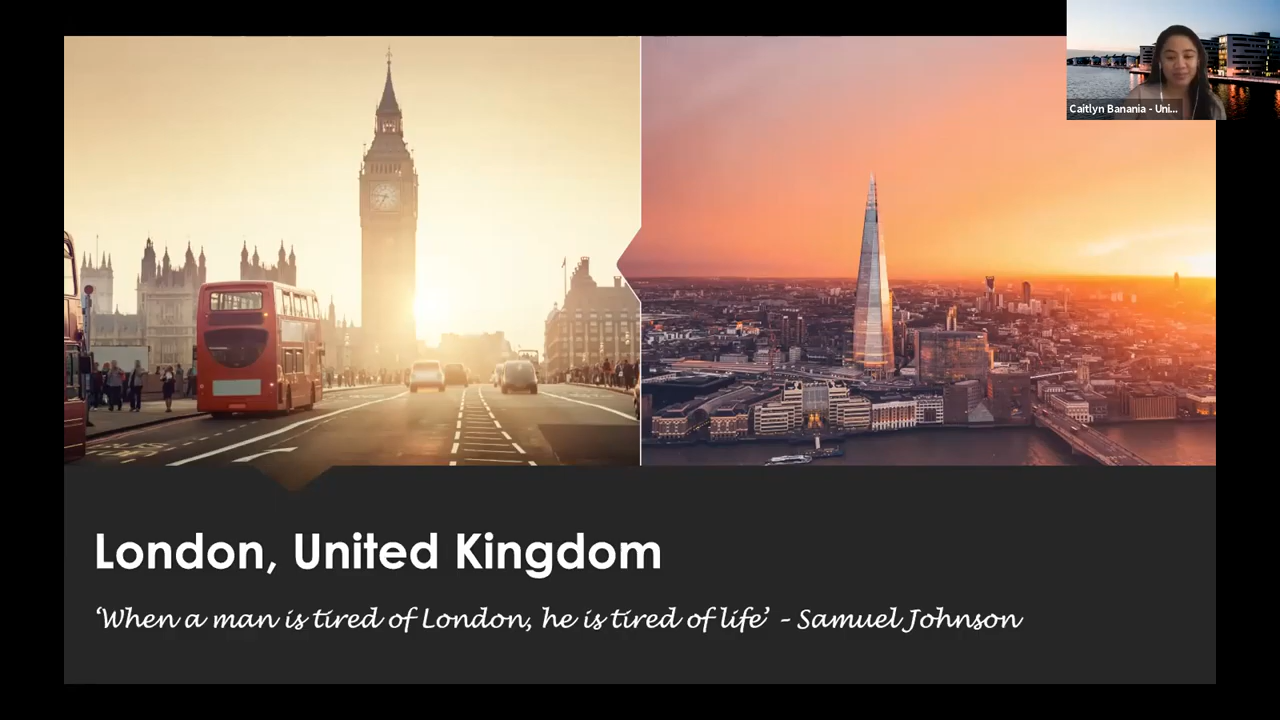 Caitlyn Banania - Uni...
London, United Kingdom
‘When a man is tired of London, he is tired of life’ – Samuel Johnson